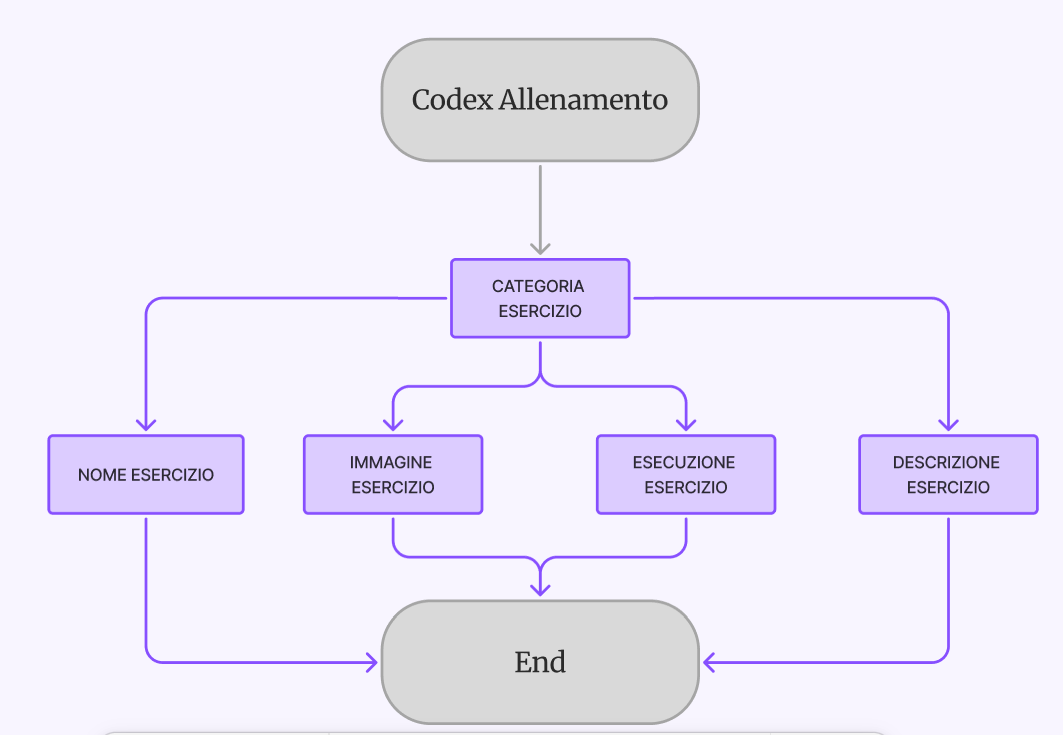 Codex Allenamento
CATEGORIA
ESERCIZIO
NOME ESERCIZIO
IMMAGINE
ESERCIZIO
ESECUZIONE
ESERCIZIO
DESCRIZIONE
ESERCIZIO
End